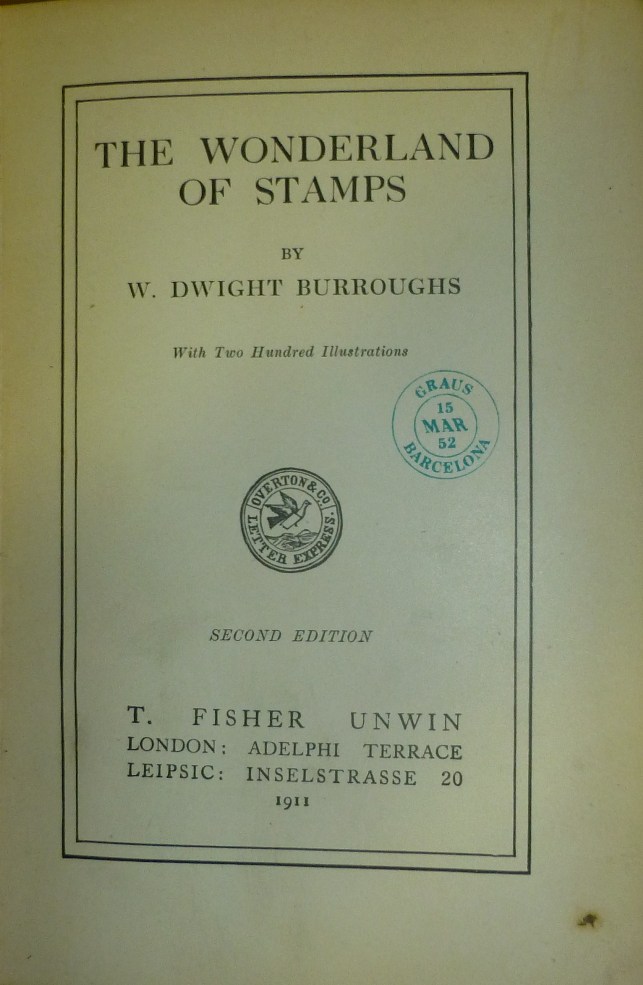 THE WONDERLAND
OF STAMPS
BY
W. DWIGHT BURROUGHS
With Two Hundred Illustrations
GRAUS
15
MAR
52
BARCELONA
OVERTON & CO
LETTER EXPRESS.
SECOND EDITION
T. FISHER UNWIN
LONDON: ADELPHI TERRACE
LEIPSIC: INSELSTRASSE 20
1911